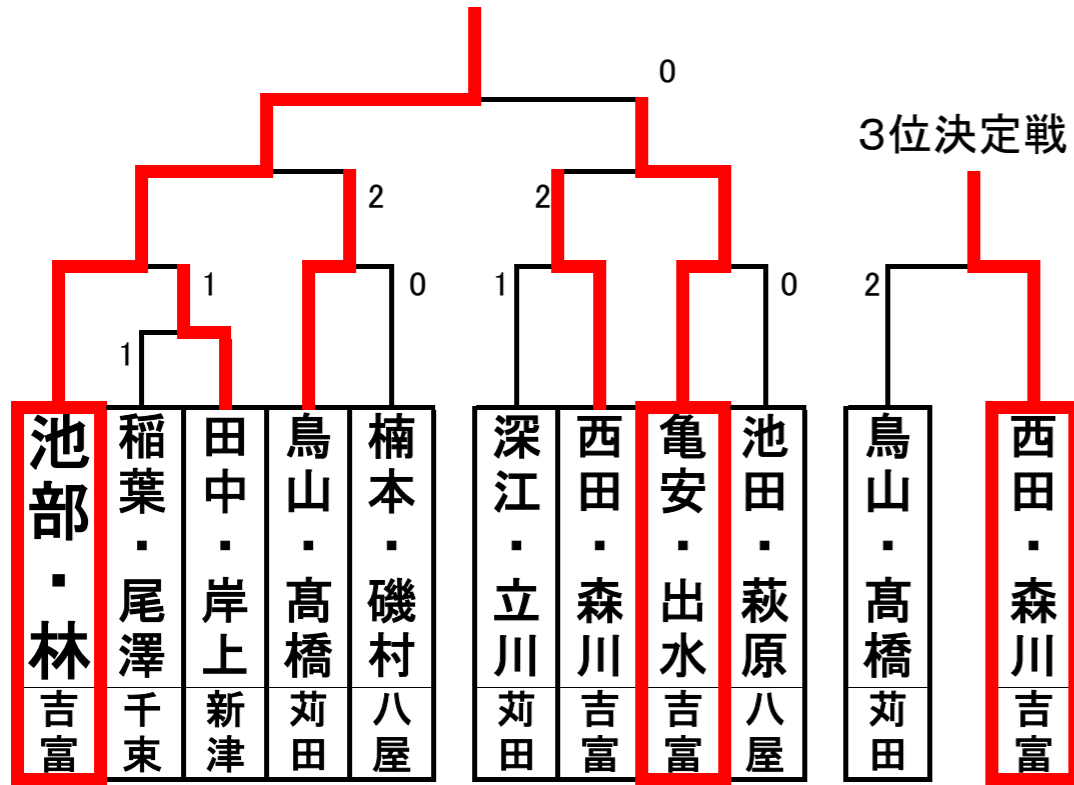 0
3位決定戦
2
2
1
0
1
0
2
1
池部・林
吉富
稲葉・尾澤
千束
田中・岸上
新津
鳥山・髙橋
苅田
楠本・磯村
八屋
深江・立川
苅田
西田・森川
吉富
亀安・出水
吉富
池田・萩原
八屋
鳥山・髙橋
苅田
西田・森川
吉富